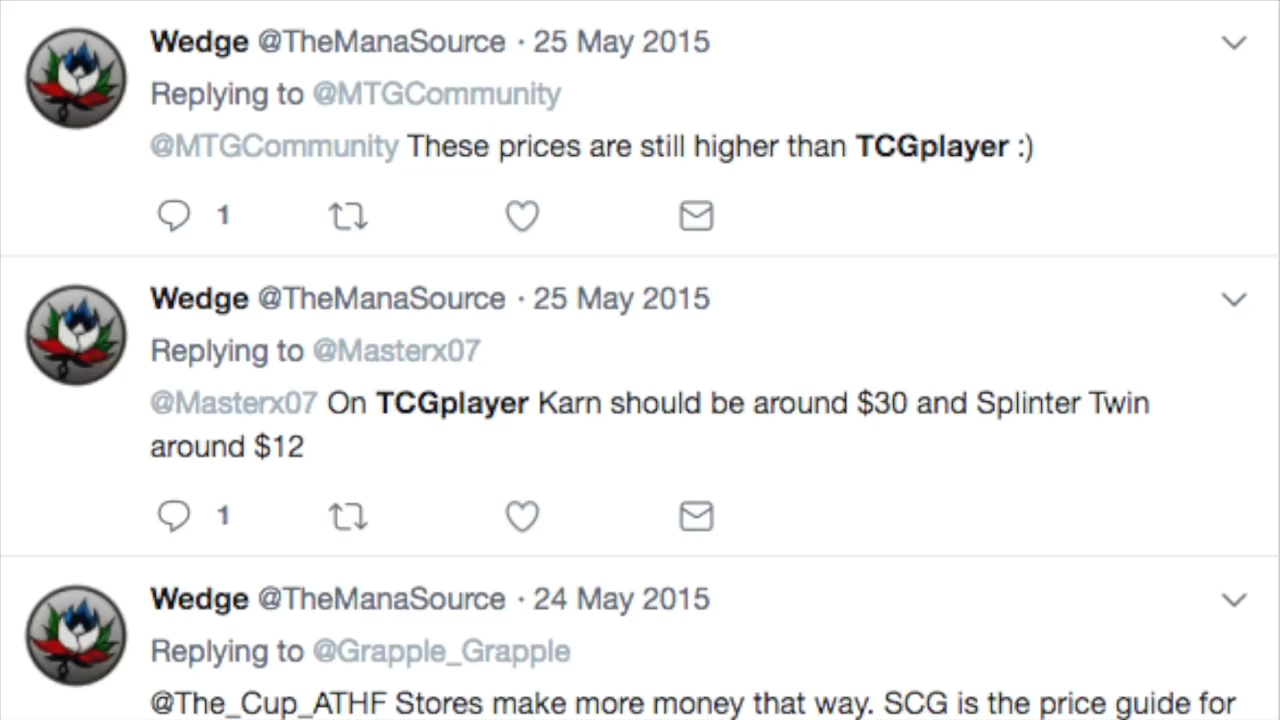 Wedge @TheManaSource · 25 May 2015
Replying to @MTGCommunity
@MTGCommunity These prices are still higher than TCGplayer :)
1
Wedge @TheManaSource · 25 May 2015
Replying to @Masterx07
@Masterx07 On TCGplayer Karn should be around $30 and Splinter Twin
around $12
1
Wedge @TheManaSource · 24 May 2015
Replying to @Grapple_Grapple
@The_Cup_ATHF Stores make more money that way. SCG is the price guide for